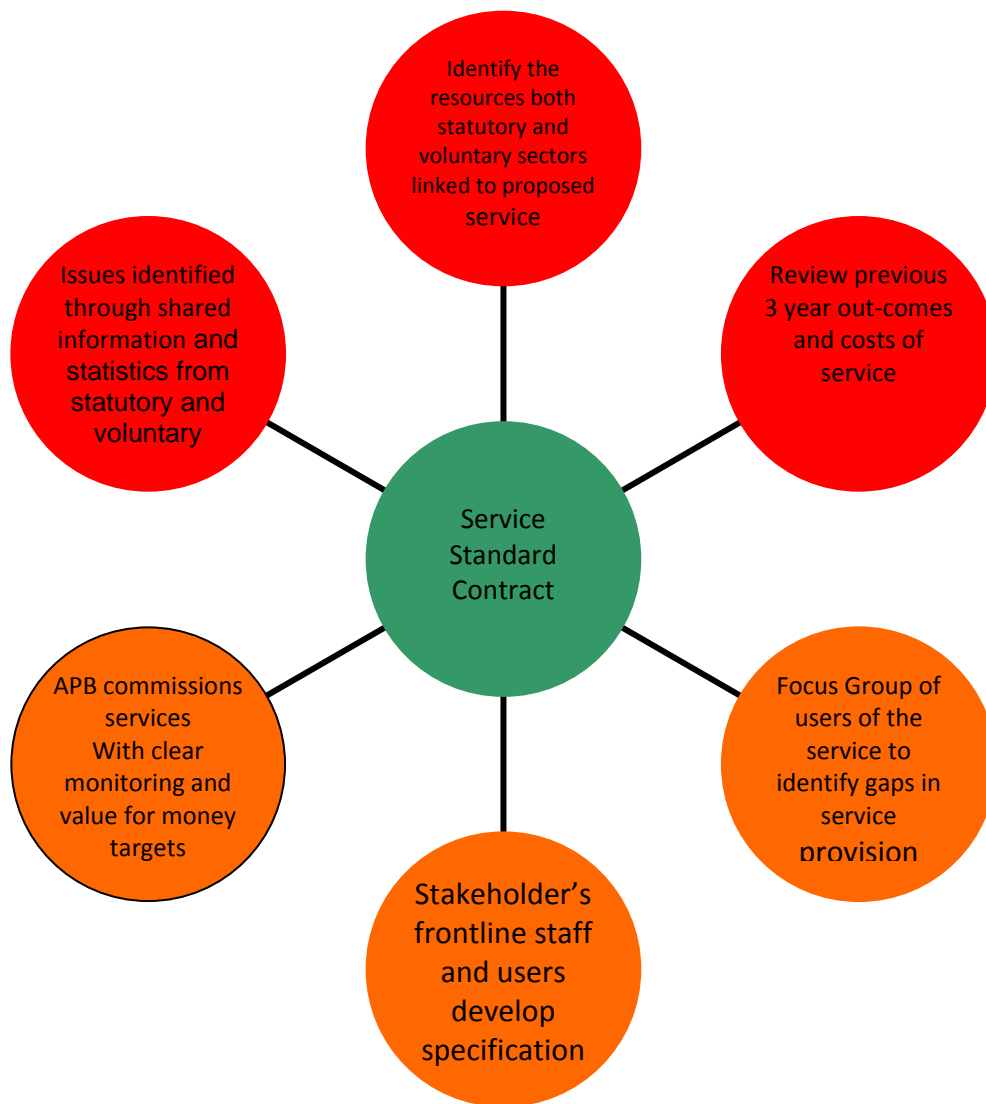 Identify the
resources both
statutory and
voluntary sectors
linked to proposed
service
Issues identified
through shared
information and
statistics from
statutory and
voluntary
Review previous
3 year out-comes
and costs of
service
Service
Standard
Contract
APB commissions
services
With clear
monitoring and
value for money
targets
Focus Group of
users of the
service to
identify gaps in
service
provision
Stakeholder’s
frontline staff
and users
develop
specification